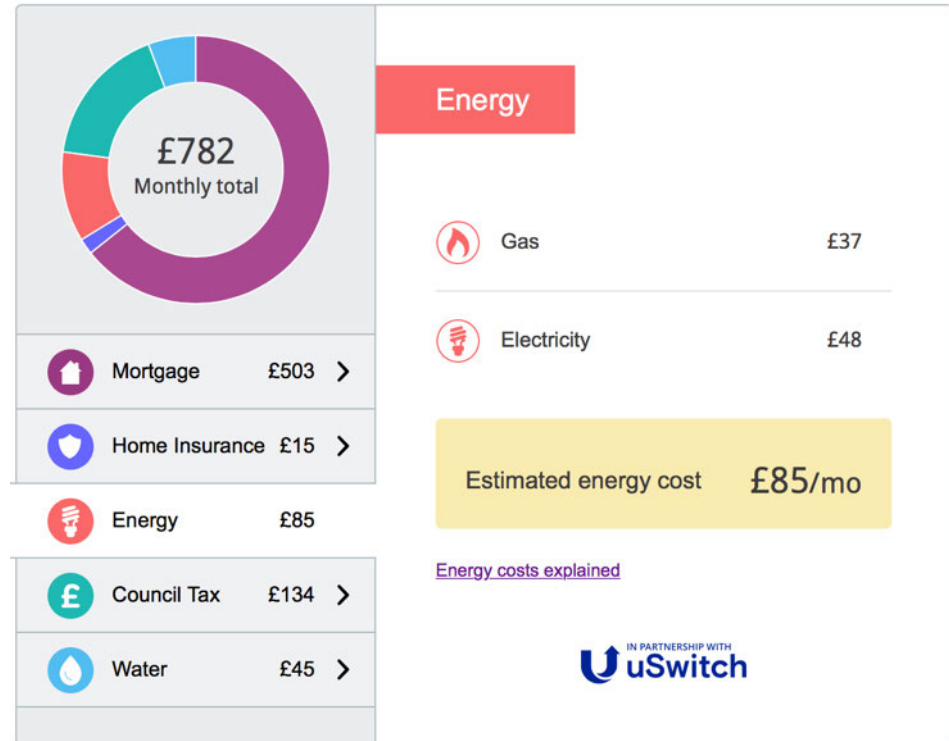 £782
Monthly total
Mortgage £503
Home Insurance £15
Energy £85
Council Tax £134
Water £45
Energy
Gas £37
Electricity £48
Estimated energy cost £85/mo
Energy costs explained
IN PARTNERSHIP WITH
uSwitch